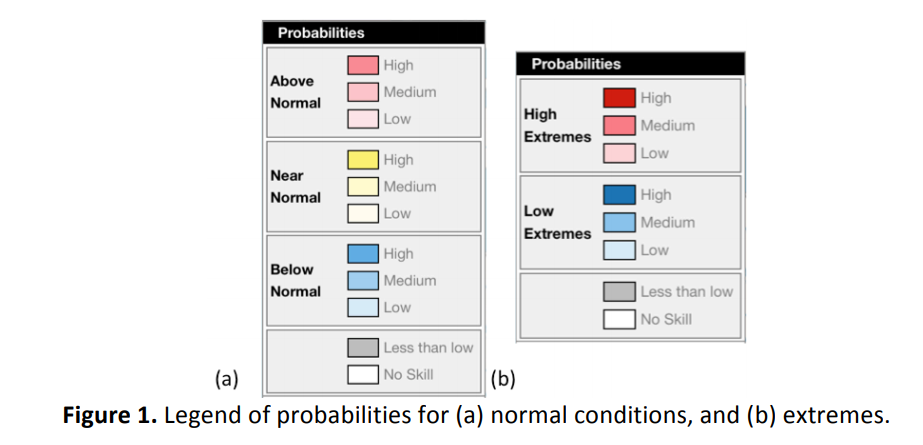 Probabilities
Above
Normal
High
Medium
Low
Near
Normal
High
Medium
Low
Below
Normal
High
Medium
Low
Less than low
No Skill
(a)
Probabilities
High
Extremes
High
Medium
Low
Low
Extremes
High
Medium
Low
Less than low
No Skill
(b)
Figure 1. Legend of probabilities for (a) normal conditions, and (b) extremes.